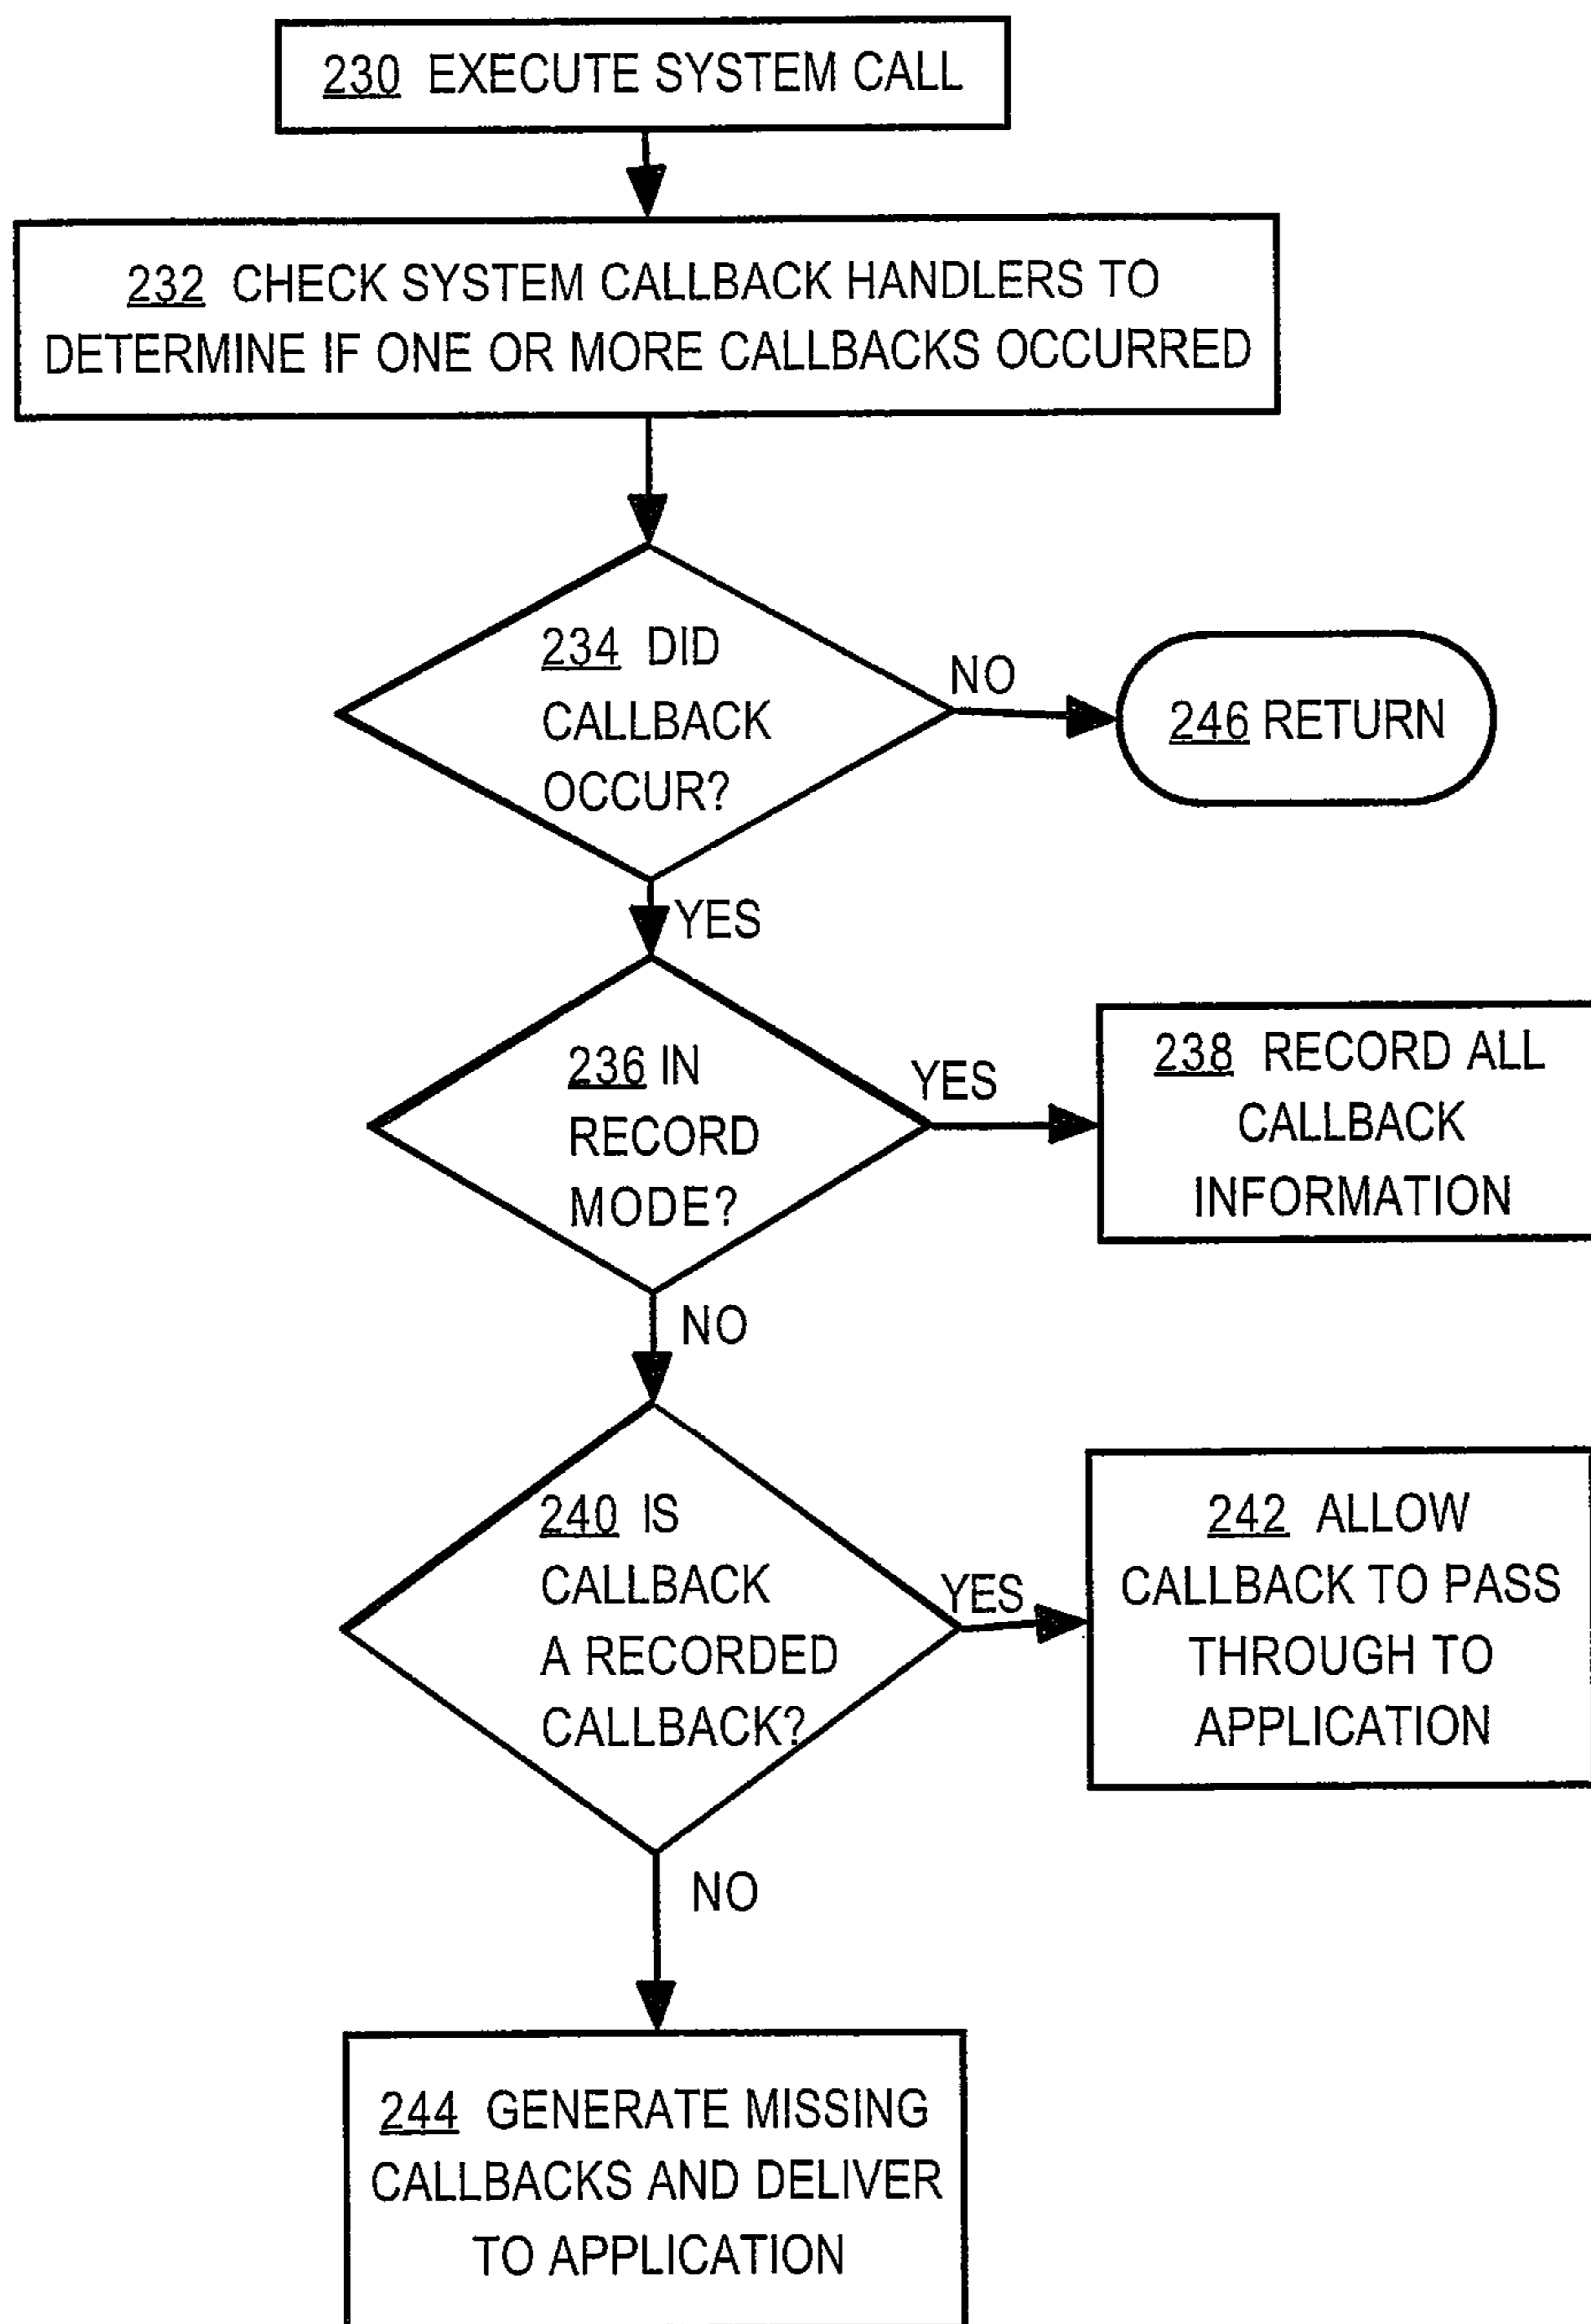 230 EXECUTE SYSTEM CALL
232 CHECK SYSTEM CALLBACK HANDLERS TO
DETERMINE IF ONE OR MORE CALLBACKS OCCURRED
234 DID
CALLBACK
OCCUR?
NO
246 RETURN
YES
236 IN
RECORD
MODE?
YES
238 RECORD ALL
CALLBACK
INFORMATION
NO
240 IS
CALLBACK
A RECORDED
CALLBACK?
YES
242 ALLOW
CALLBACK TO PASS
THROUGH TO
APPLICATION
NO
244 GENERATE MISSING
CALLBACKS AND DELIVER
TO APPLICATION